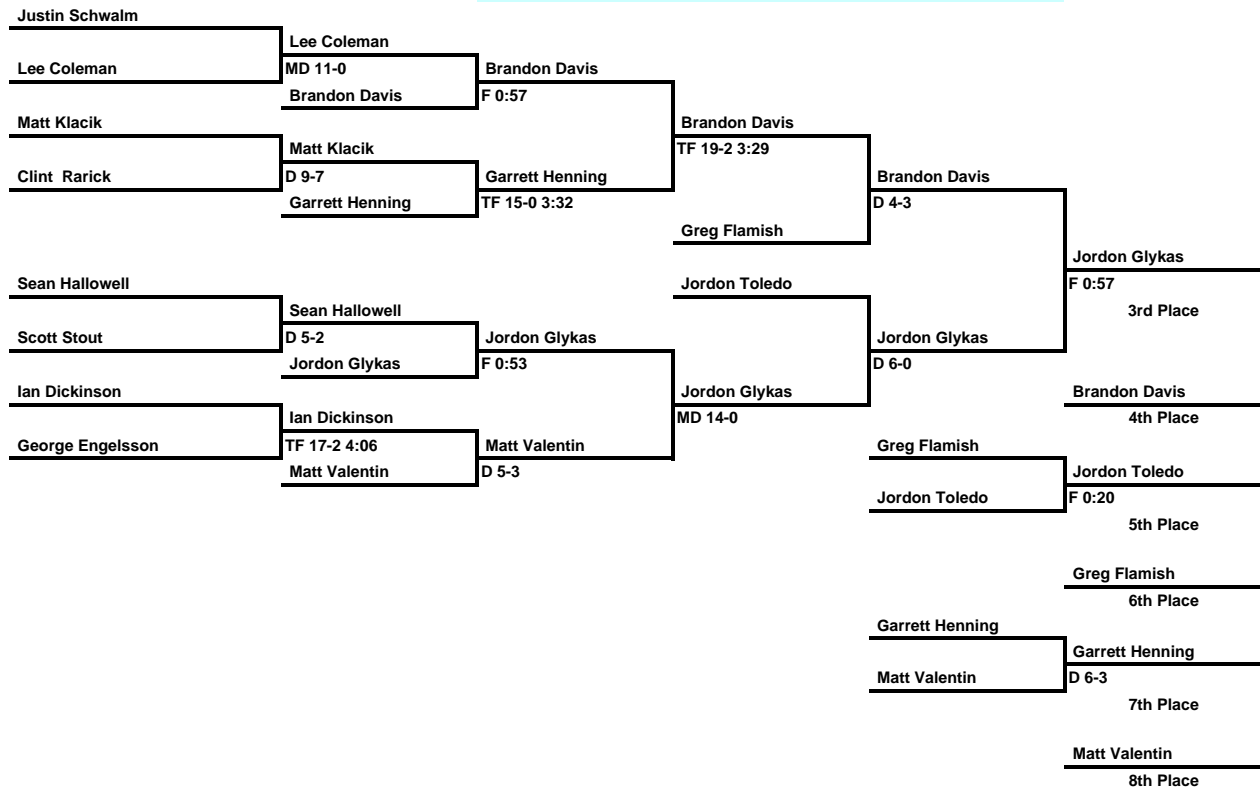 Justin Schwalm
Lee Coleman
Lee Coleman
MD 11-0
Brandon Davis
Brandon Davis
F 0:57
Matt Klacik
Brandon Davis
Matt Klacik
TF 19-2 3:29
Clint  Rarick
D 9-7
Garrett Henning
Brandon Davis
Garrett Henning
TF 15-0 3:32
D 4-3
Greg Flamish
Jordon Glykas
Sean Hallowell
Jordon Toledo
F 0:57
Sean Hallowell
3rd Place
Scott Stout
D 5-2
Jordon Glykas
Jordon Glykas
Jordon Glykas
F 0:53
D 6-0
Ian Dickinson
Jordon Glykas
Brandon Davis
Ian Dickinson
MD 14-0
4th Place
George Engelsson
TF 17-2 4:06
Matt Valentin
Greg Flamish
Matt Valentin
D 5-3
Jordon Toledo
Jordon Toledo
F 0:20
5th Place
Greg Flamish
6th Place
Garrett Henning
Garrett Henning
Matt Valentin
D 6-3
7th Place
Matt Valentin
8th Place